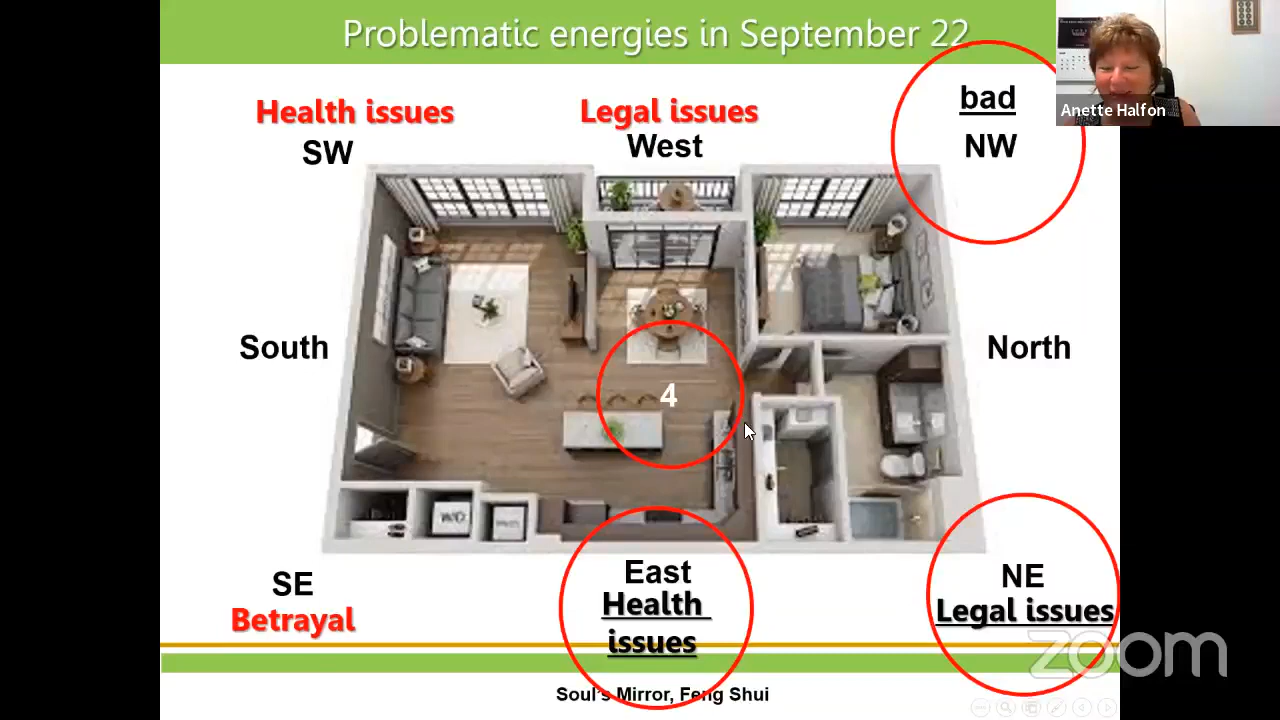 Problematic energies in September 22
Anette Halfon
Health issues
SW
Legal issues
West
bad
NW
South
North
4
SE
Betrayal
East
Health
issues
NE
Legal issues
zoom
Soul's Mirror, Feng Shui